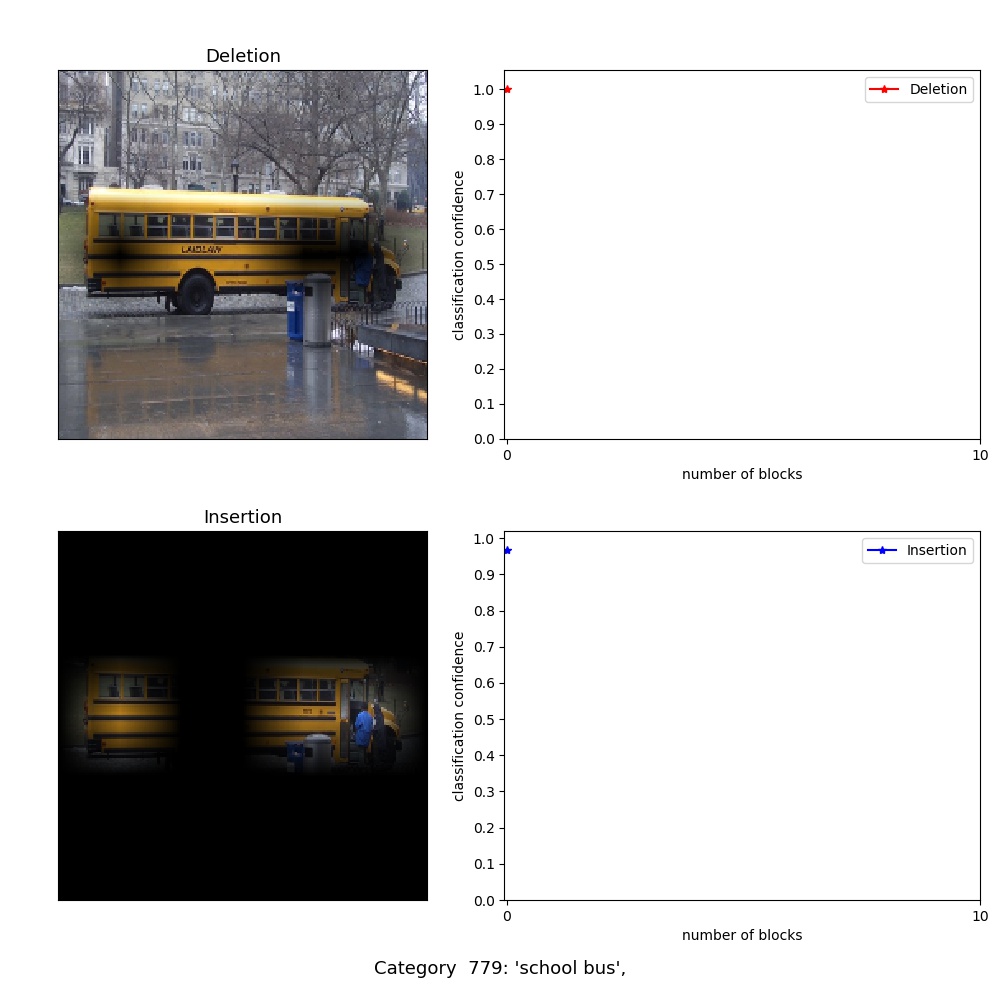 Deletion
LAIDLAW
1.0
0.9
0.8
0.7
0.6
0.5
0.4
0.3
0.2
0.1
0.0
classification confidence
0
10
number of blocks
Deletion
Insertion
1.0
0.9
0.8
0.7
0.6
0.5
0.4
0.3
0.2
0.1
0.0
classification confidence
0
10
number of blocks
Insertion
Category  779: 'school bus',